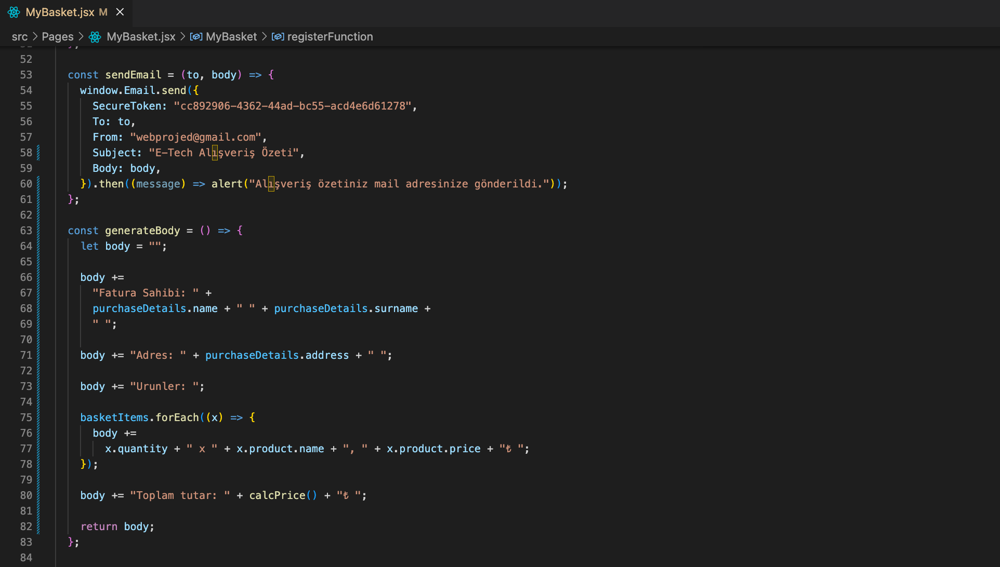 MyBasket.jsx M
src > Pages > MyBasket.jsx > MyBasket > registerFunction
52
53 const sendEmail = (to, body) => {
54 window.Email.send({
55 SecureToken: "cc892906-4362-44ad-bc55-acd4e6d61278",
56 To: to,
57 From: "webprojed@gmail.com",
58 Subject: "E-Tech Alışveriş Özeti",
59 Body: body,
60 }).then((message) => alert("Alışveriş özetiniz mail adresinize gönderildi."));
61 };
62
63 const generateBody = () => {
64 let body = "";
65
66 body +=
67 "Fatura Sahibi: " +
68 purchaseDetails.name + " " + purchaseDetails.surname +
69 " ";
70
71 body += "Adres: " + purchaseDetails.address + " ";
72
73 body += "Urunler: ";
74
75 basketItems.forEach((x) => {
76 body +=
77 x.quantity + " x " + x.product.name + ", " + x.product.price + "₺ ";
78 });
79
80 body += "Toplam tutar: " + calcPrice() + "₺ ";
81
82 return body;
83 };
84